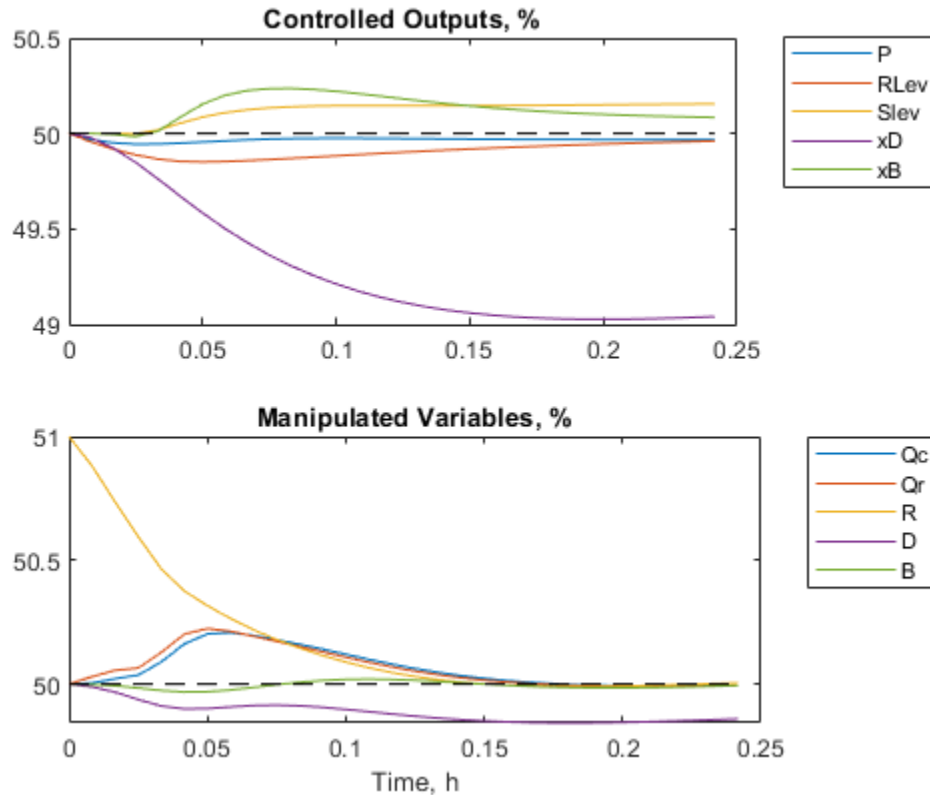 Controlled Outputs, %
50.5
50
49.5
49
0
0.05
0.1
0.15
0.2
0.25
P
RLev
Slev
xD
xB
Manipulated Variables, %
51
50.5
50
0
0.05
0.1
0.15
0.2
0.25
Time, h
Qc
Qr
R
D
B